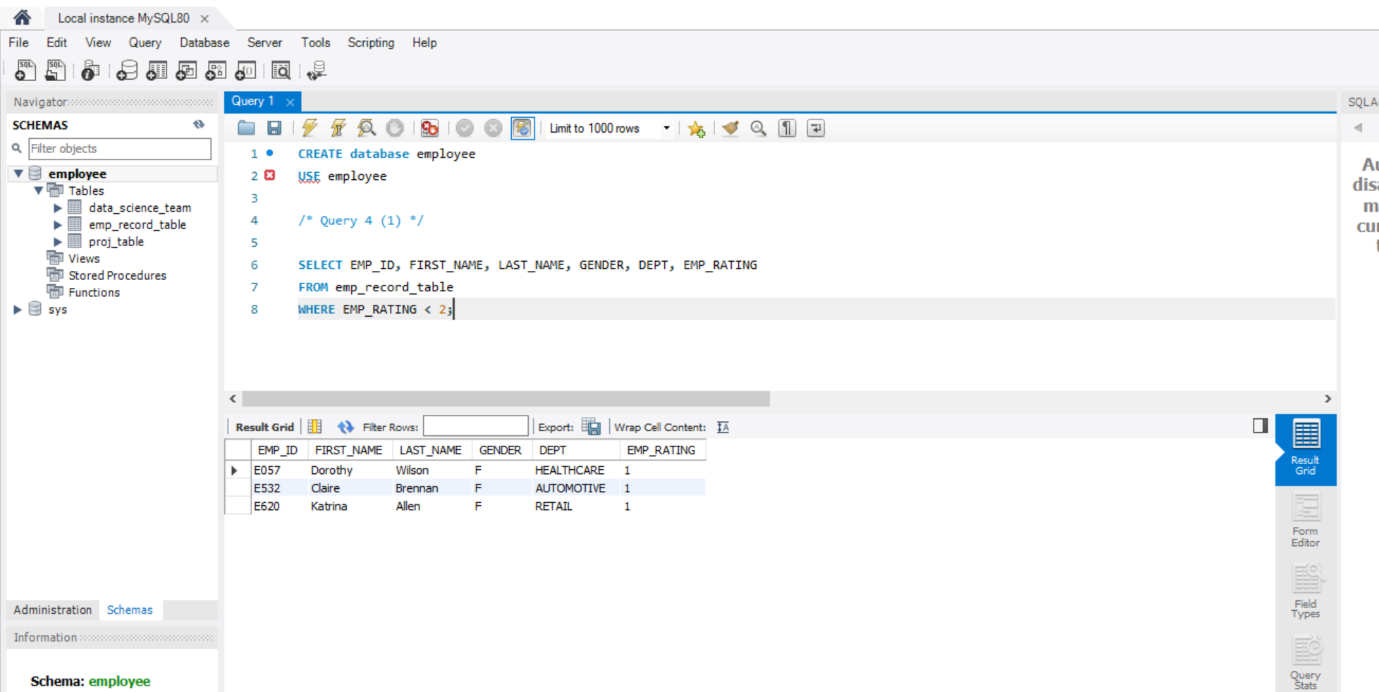 Local instance MySQL80
File Edit View Query Database Server Tools Scripting Help
Navigator
SCHEMAS
Filter objects
employee
Tables
data_science_team
emp_record_table
proj_table
Views
Stored Procedures
Functions
sys
Administration Schemas
Information
Schema: employee
Query 1
Limit to 1000 rows
1 CREATE database employee
2 USE employee
3
4 /* Query 4 (1) */
5
6 SELECT EMP_ID, FIRST_NAME, LAST_NAME, GENDER, DEPT, EMP_RATING
7 FROM emp_record_table
8 WHERE EMP_RATING < 2;
Result Grid Filter Rows: Export: Wrap Cell Content:
EMP_ID FIRST_NAME LAST_NAME GENDER DEPT EMP_RATING
E057 Dorothy Wilson F HEALTHCARE 1
E532 Claire Brennan F AUTOMOTIVE 1
E620 Katrina Allen F RETAIL 1
Result
Grid
Form
Editor
Field
Types
Query
Stats
SQLA